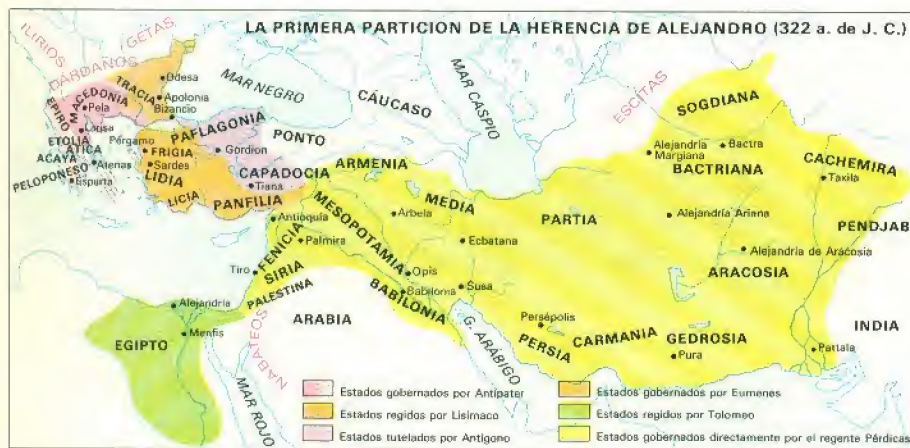 LA PRIMERA PARTICION DE LA HERENCIA DE ALEJANDRO (322 a. de J. C.)
ILIRIOS
GETAS
DARDAÑOS
MAR NEGRO
CÁUCASO
MAR CASPIO
ESCITAS
SOGDIANA
TRACIA
Odesa
Apolonia
Bizancio
MACEDONIA
Pela
EPIRO
Larisa
ETOLIA
ATICA
ACAYA
Atenas
PELOPONESO
Esparta
Pérgamo
FRIGIA
Sardes
LIDIA
LICIA
PANFILIA
PAFLAGONIA
Gordion
PONTO
CAPADOCIA
Tiana
ARMENIA
Alejandría Margiana
Bactra
BACTRIANA
CACHEMIRA
Taxila
MESOPOTAMIA
Arbela
MEDIA
PARTIA
Alejandría Ariana
PENDJAB
Antioquía
Palmira
Ecbatana
Alejandría de Aracosia
FENICIA
SIRIA
Tiro
Opis
Babilonia
Susa
ARACOSIA
PALESTINA
BABILONIA
Alejandría
Menfis
EGIPTO
ARABIA
NABATEOS
MAR ROJO
G. ARÁBIGO
Persépolis
PERSIA
CARMANIA
GEDROSIA
Pura
Pattala
INDIA
Estados gobernados por Antipater
Estados regidos por Lisimaco
Estados tutelados por Antigono
Estados gobernados por Eumenes
Estados regidos por Tolomeo
Estados gobernados directamente por el regente Pérdicas